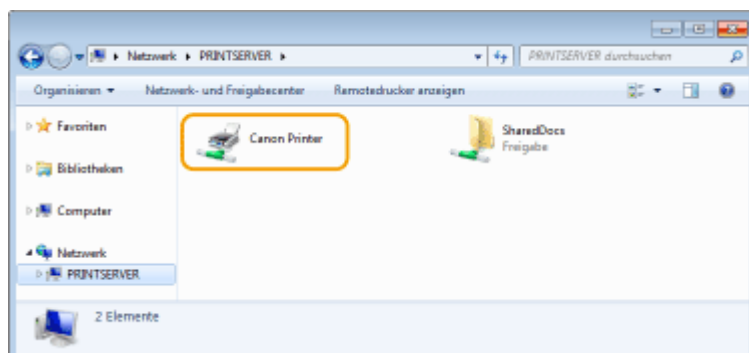 Netzwerk ▸ PRINTSERVER ▸ PRINTSERVER durchsuchen
Organisieren ▾ Netzwerk- und Freigabecenter Remotedrucker anzeigen
Favoriten
Bibliotheken
Computer
Netzwerk
PRINTSERVER
Canon Printer
SharedDocs
Freigabe
2 Elemente